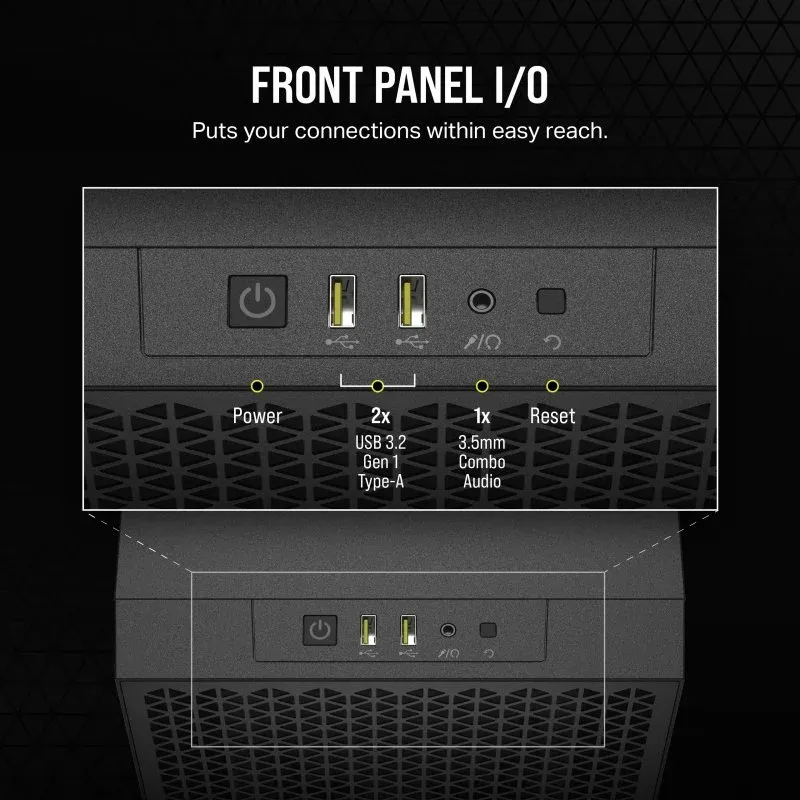 FRONT PANEL I/O
Puts your connections within easy reach.
Power
2x
USB 3.2
Gen 1
Type-A
1x
3.5mm
Combo
Audio
Reset